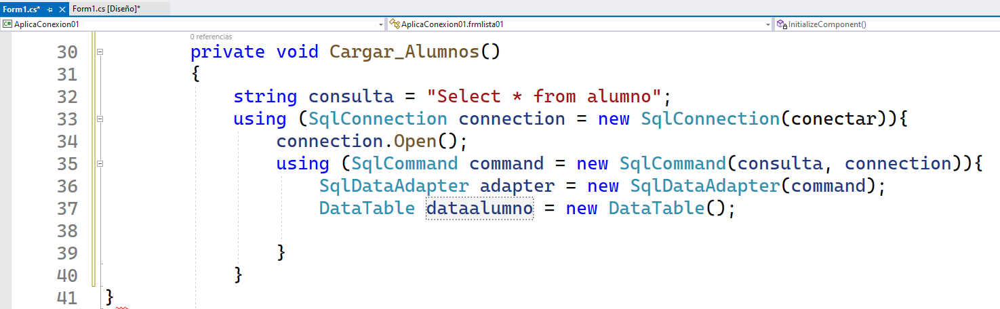 Form1.cs* Form1.cs [Diseño]*
C# AplicaConexion01 AplicaConexion01.frmlista01 InitializeComponent()
0 referencias
30 private void Cargar_Alumnos()
31 {
32 string consulta = "Select * from alumno";
33 using (SqlConnection connection = new SqlConnection(conectar)){
34 connection.Open();
35 using (SqlCommand command = new SqlCommand(consulta, connection)){
36 SqlDataAdapter adapter = new SqlDataAdapter(command);
37 DataTable dataalumno = new DataTable();
38
39 }
40 }
41 }